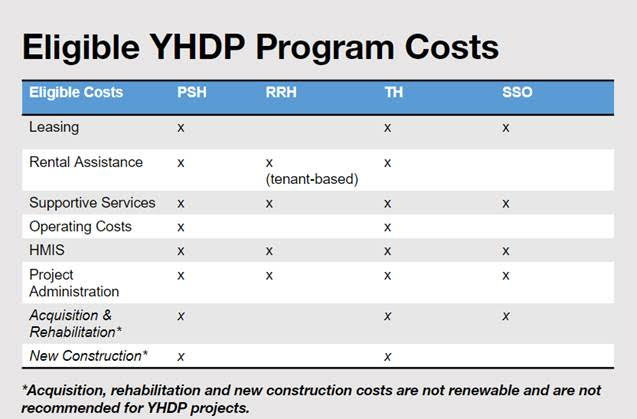 Eligible YHDP Program Costs
Eligible Costs PSH RRH TH SSO
Leasing x x x
Rental Assistance x x x
(tenant-based)
Supportive Services x x x x
Operating Costs x x
HMIS x x x x
Project x x x x
Administration
Acquisition & x x x
Rehabilitation*
New Construction* x x
*Acquisition, rehabilitation and new construction costs are not renewable and are not
recommended for YHDP projects.